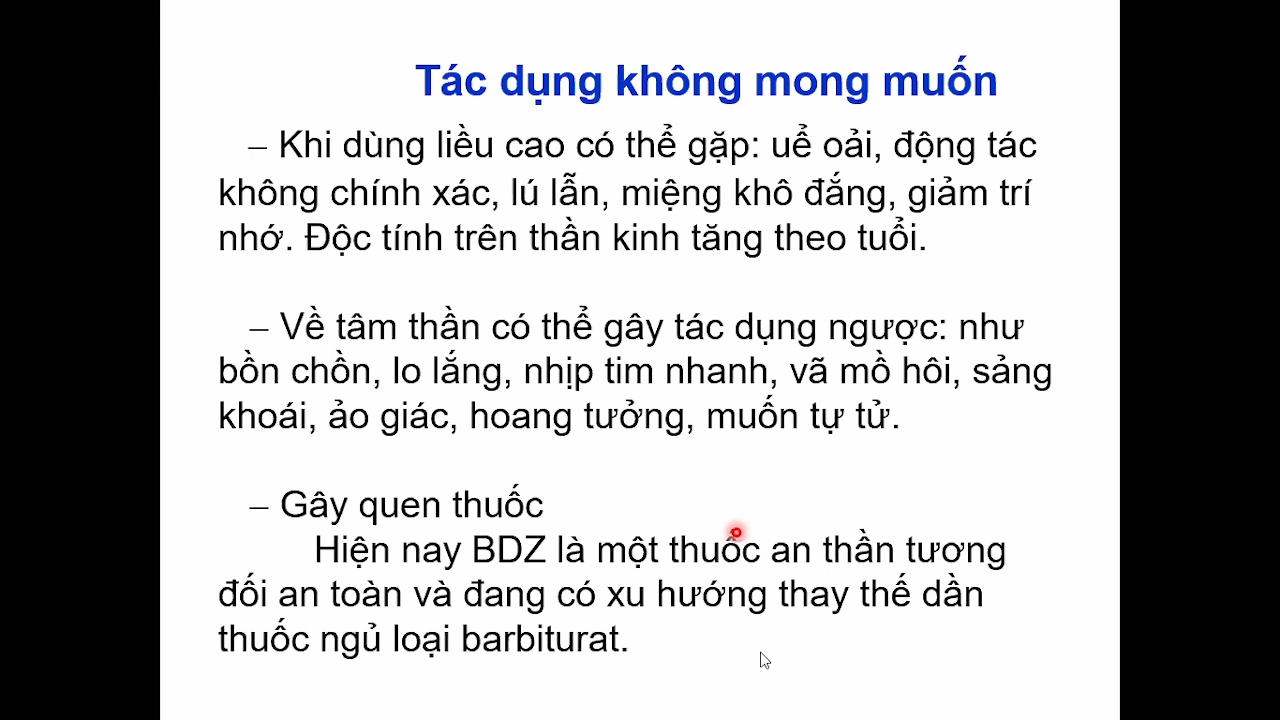 Tác dụng không mong muốn
– Khi dùng liều cao có thể gặp: uể oải, động tác
không chính xác, lú lẫn, miệng khô đắng, giảm trí
nhớ. Độc tính trên thần kinh tăng theo tuổi.
– Về tâm thần có thể gây tác dụng ngược: như
bồn chồn, lo lắng, nhịp tim nhanh, vã mồ hôi, sảng
khoái, ảo giác, hoang tưởng, muốn tự tử.
– Gây quen thuốc
Hiện nay BDZ là một thuốc an thần tương
đối an toàn và đang có xu hướng thay thế dần
thuốc ngủ loại barbiturat.